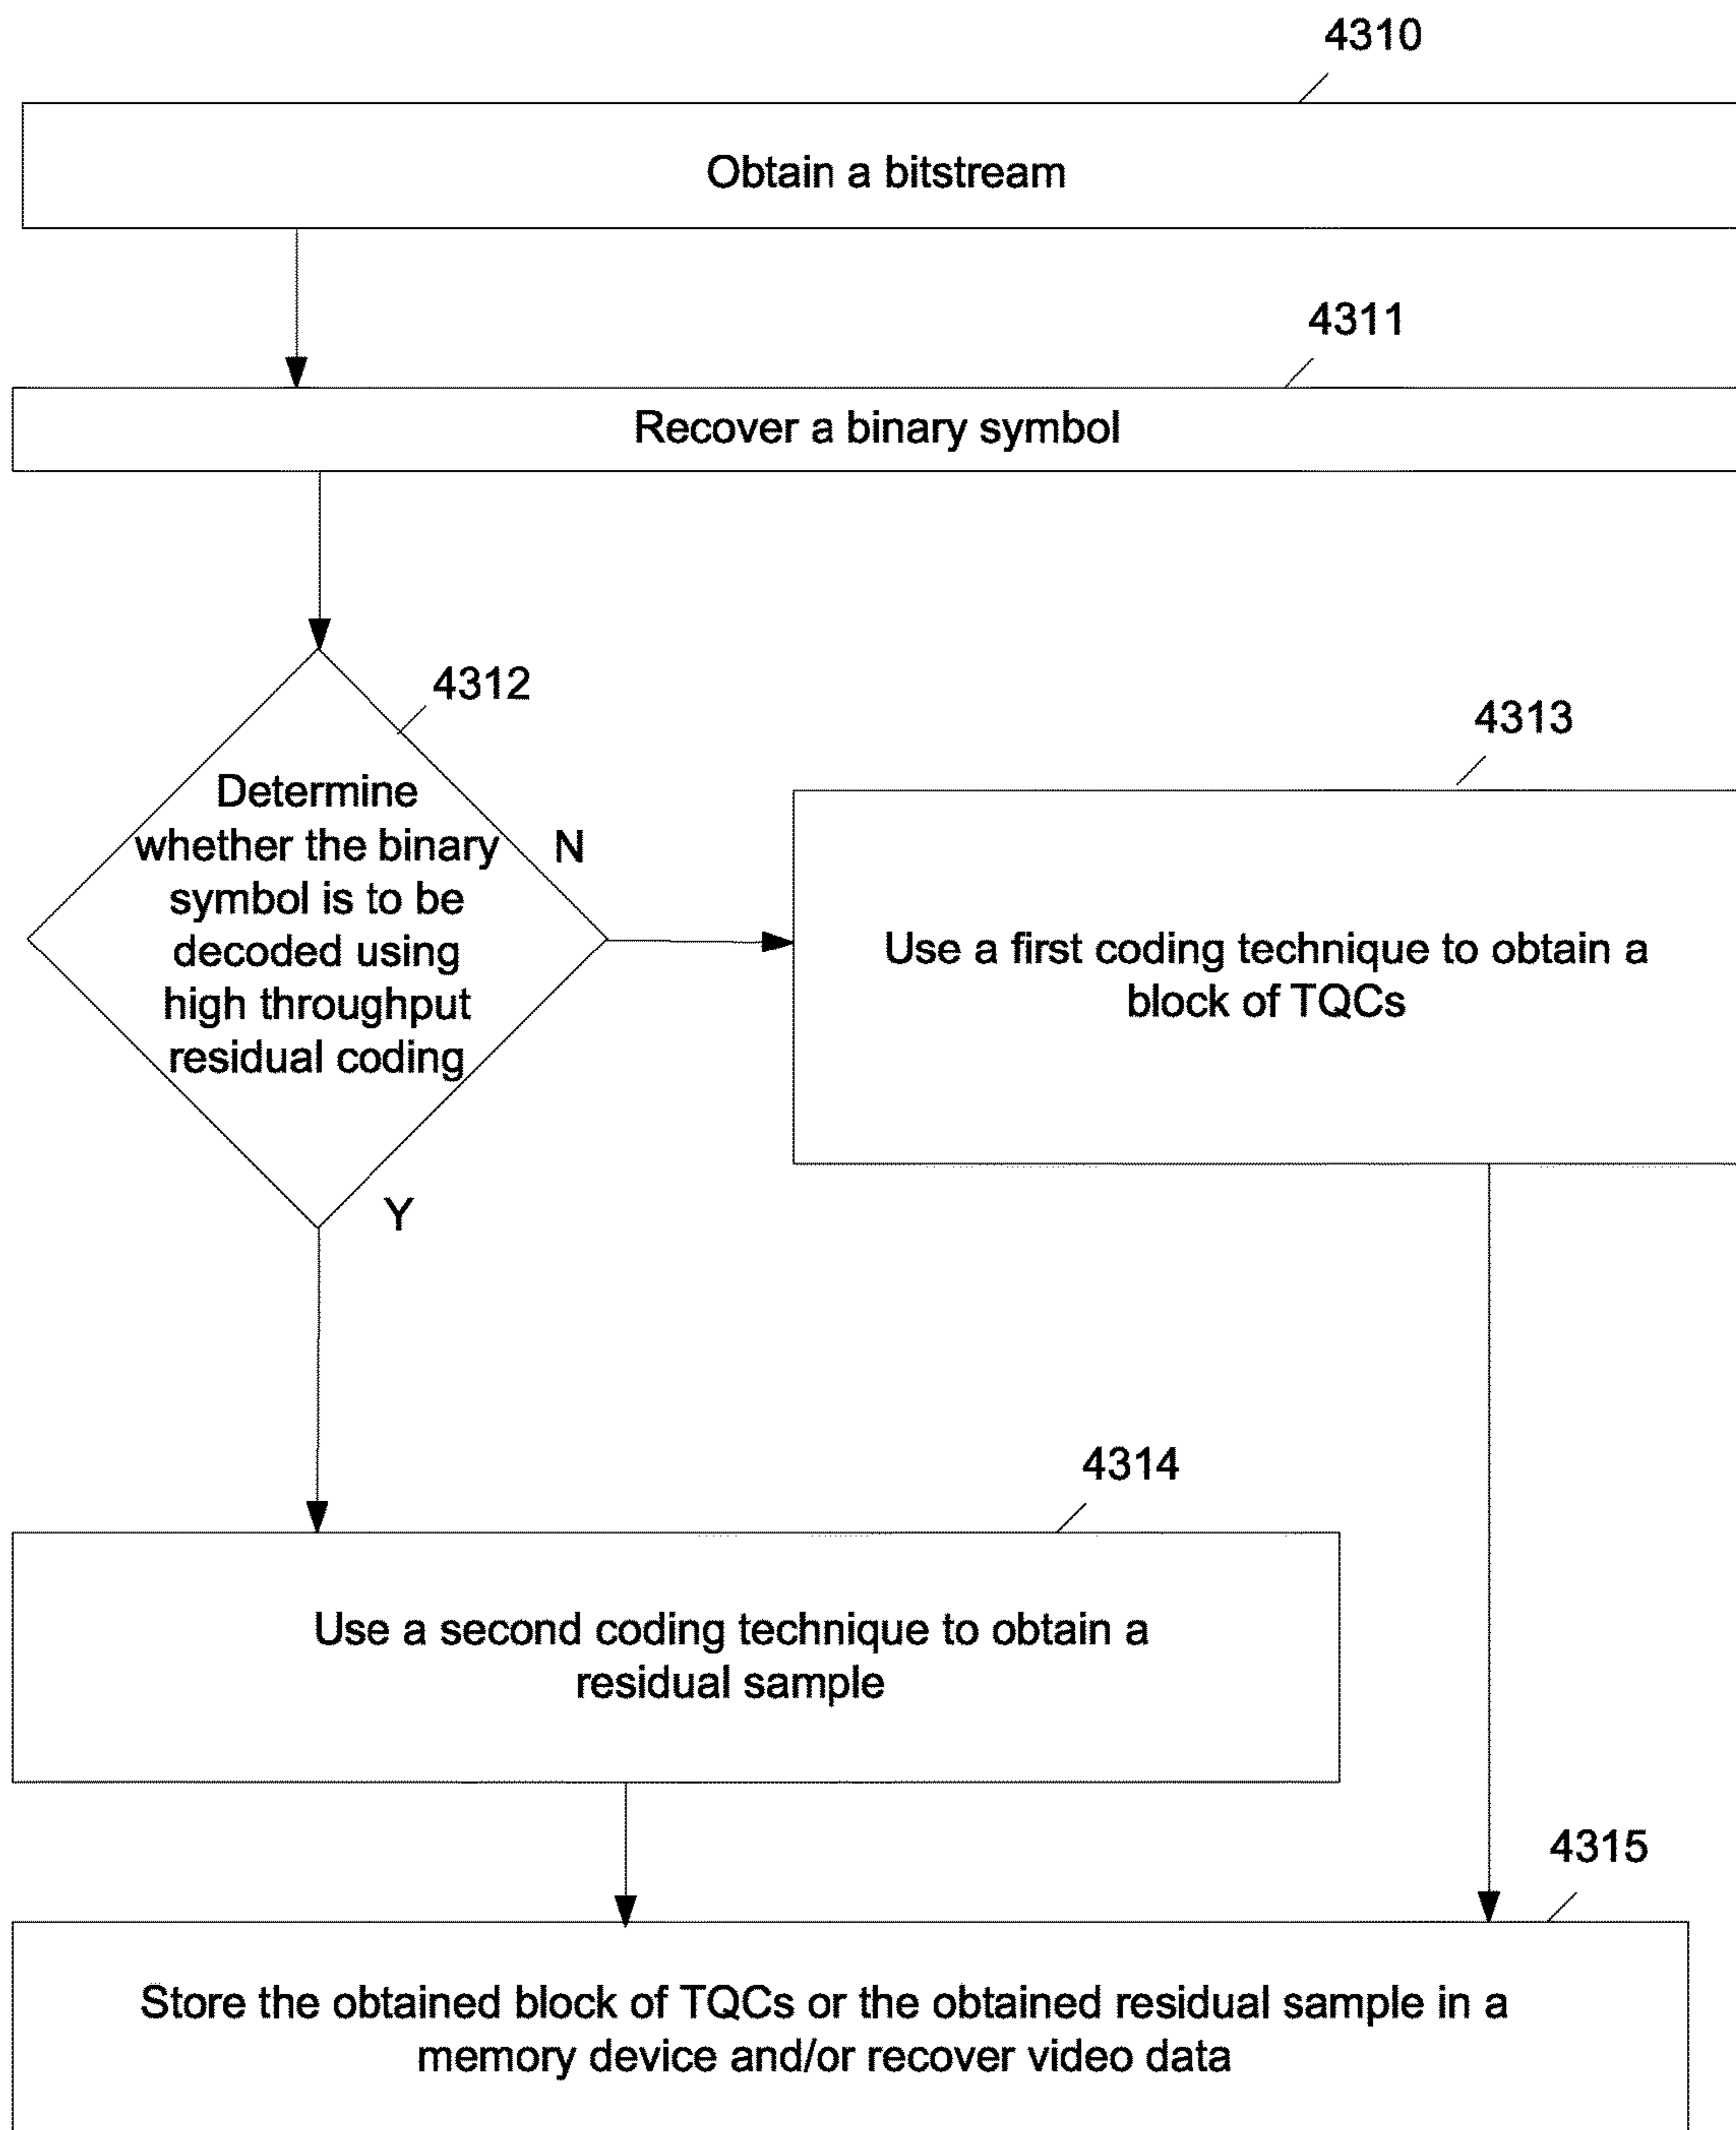 4310
Obtain a bitstream
4311
Recover a binary symbol
4312
Determine
whether the binary
symbol is to be
decoded using
high throughput
residual coding
N
Y
4313
Use a first coding technique to obtain a
block of TQCs
4314
Use a second coding technique to obtain a
residual sample
4315
Store the obtained block of TQCs or the obtained residual sample in a
memory device and/or recover video data